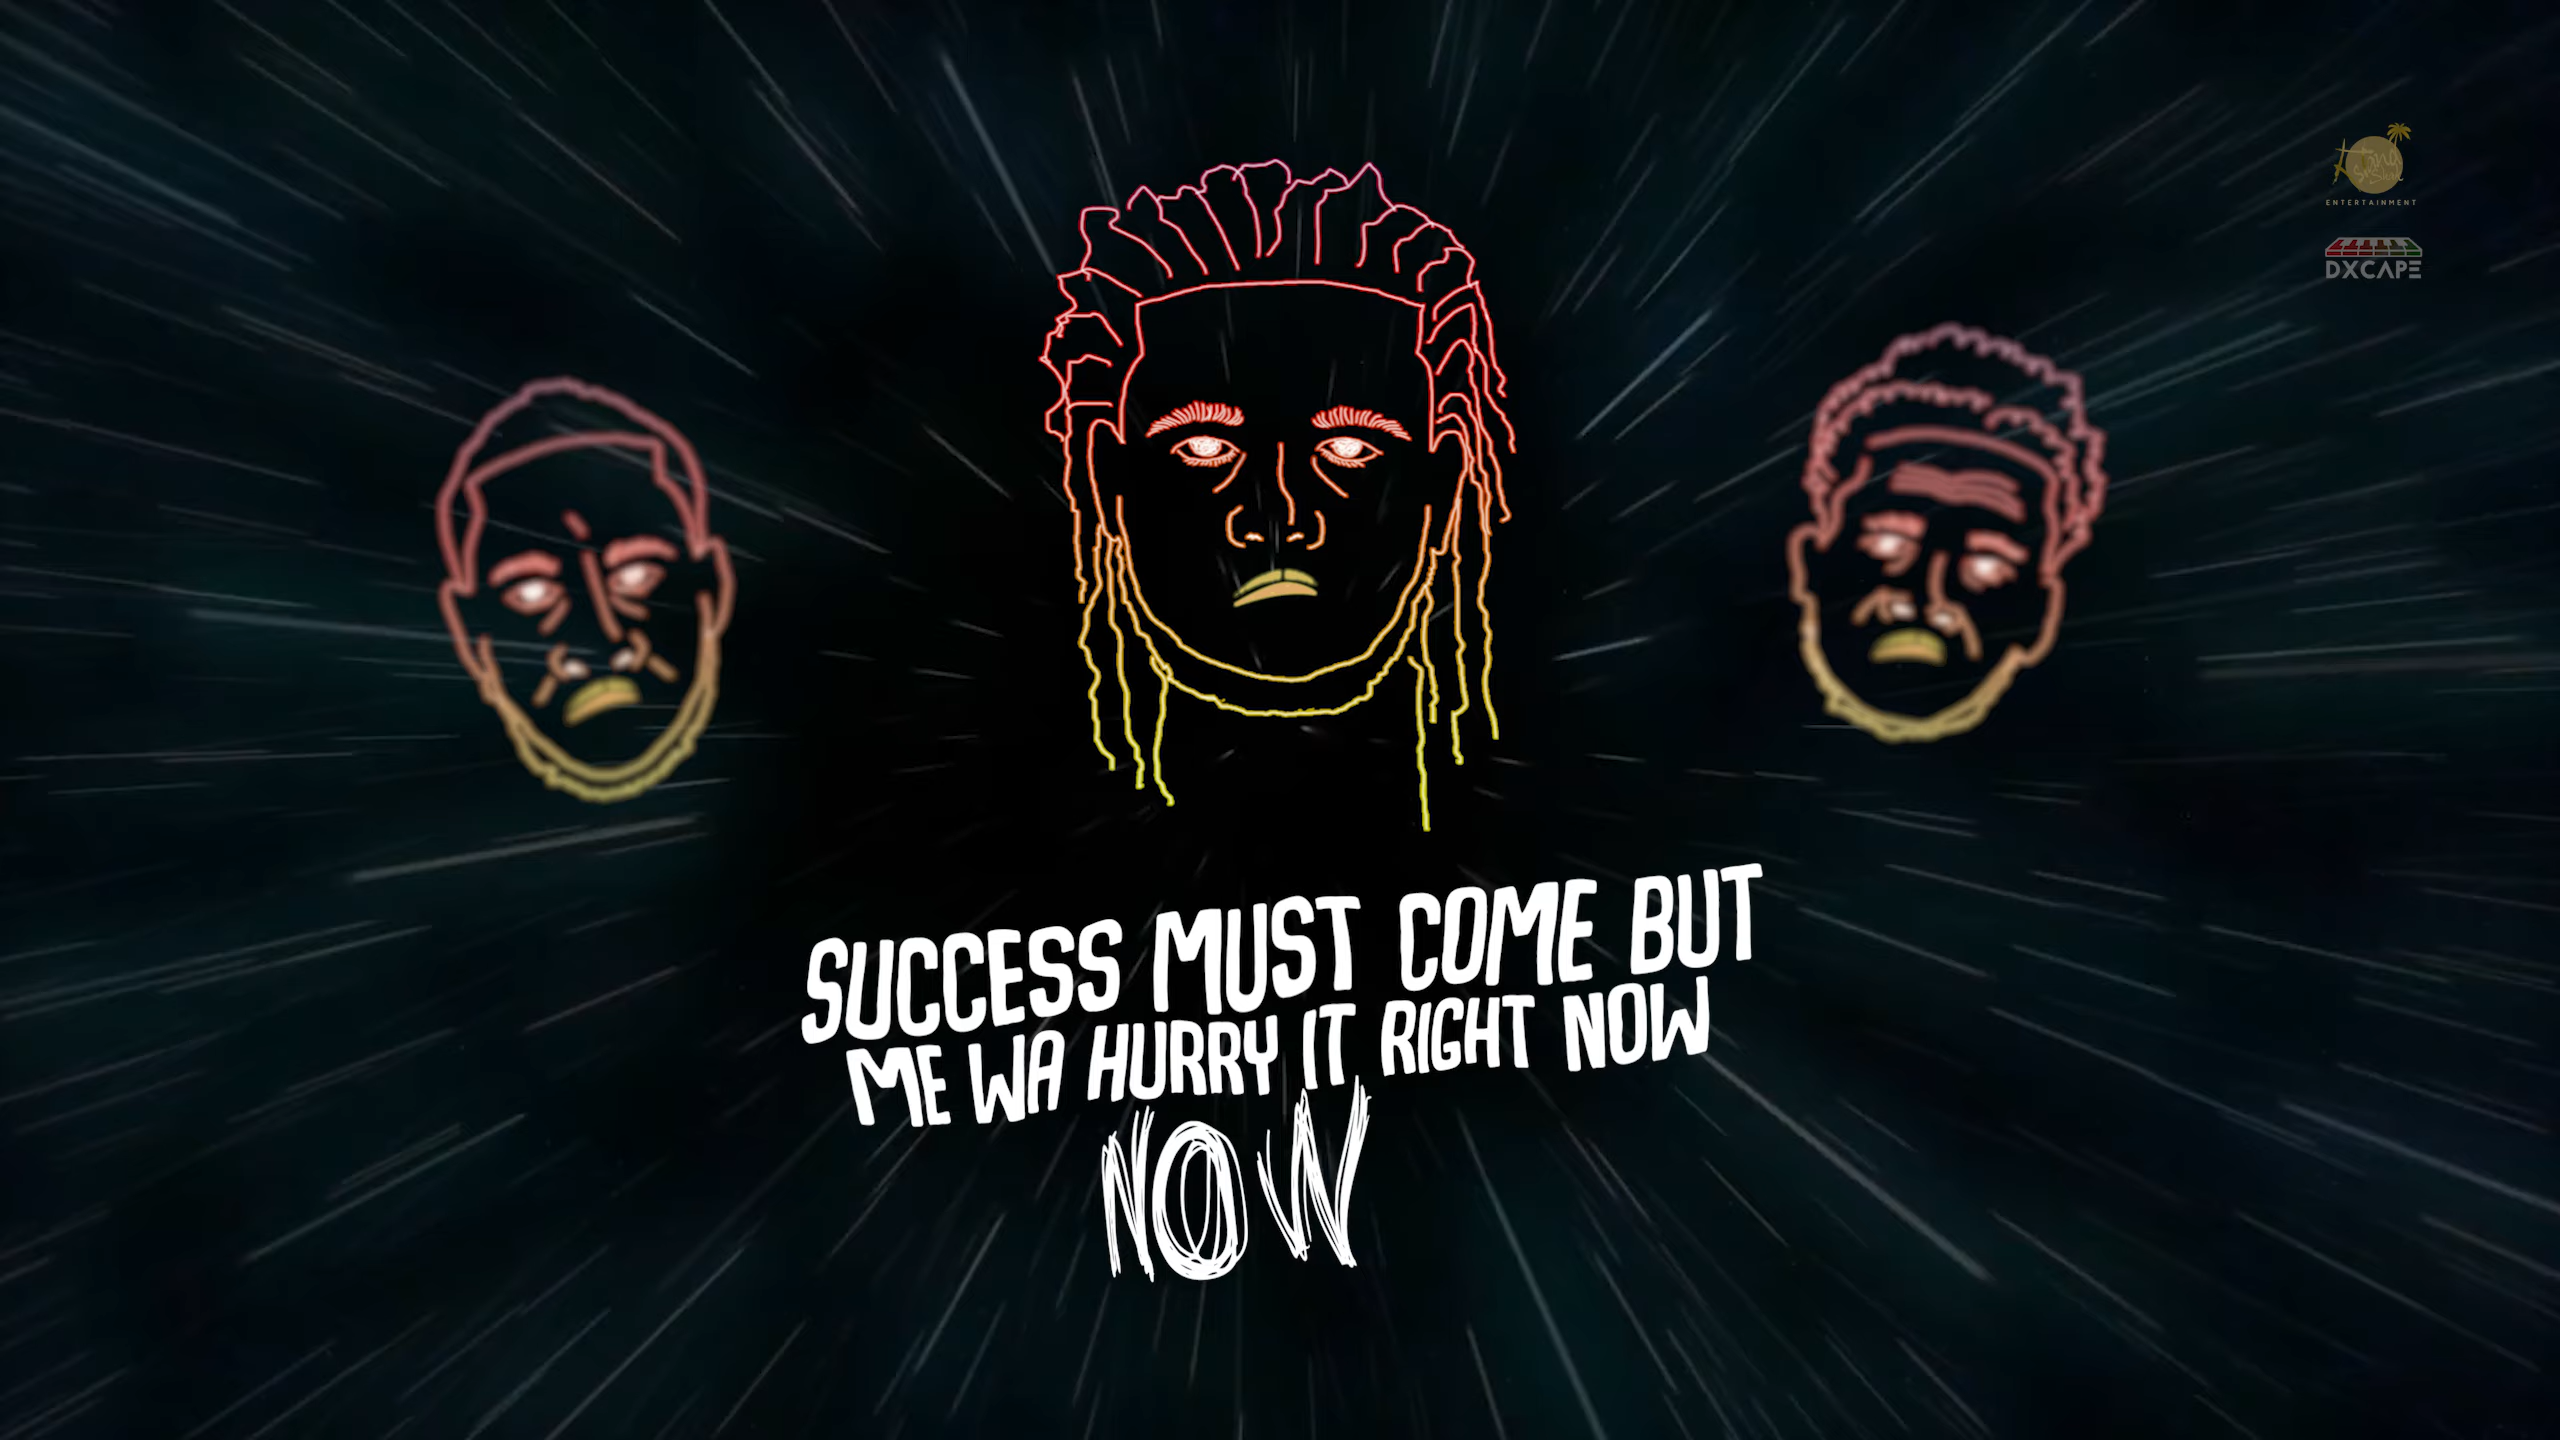 ENTERTAINMENT
DXCAPE
SUCCESS MUST COME BUT
ME WA HURRY IT RIGHT NOW
NOW